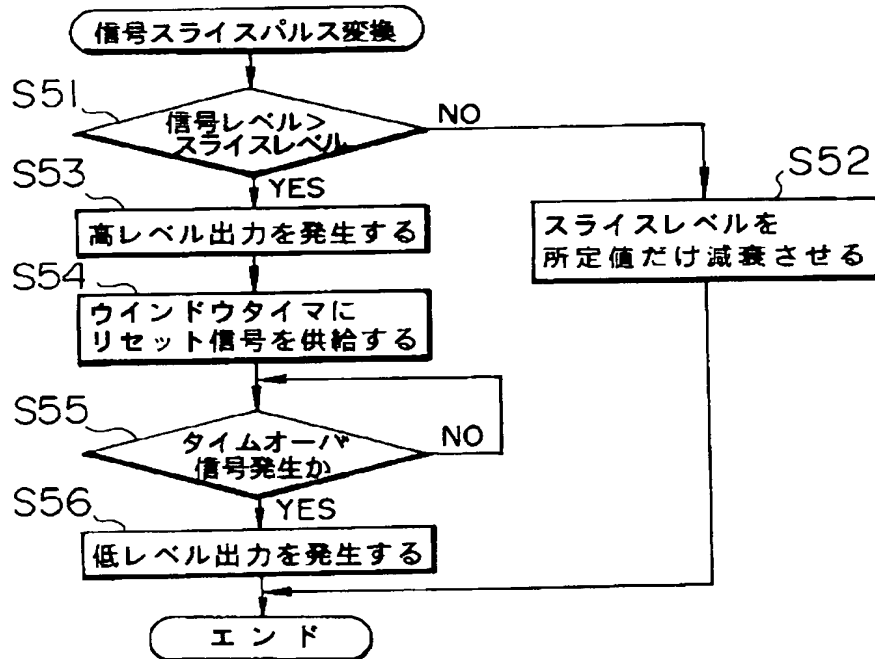 信号スライスパルス変換
S51
信号レベル>
スライスレベル
NO
YES
S52
スライスレベルを
所定値だけ減衰させる
S53
高レベル出力を発生する
S54
ウインドウタイマに
リセット信号を供給する
S55
タイムオーバ
信号発生か
NO
YES
S56
低レベル出力を発生する
エンド